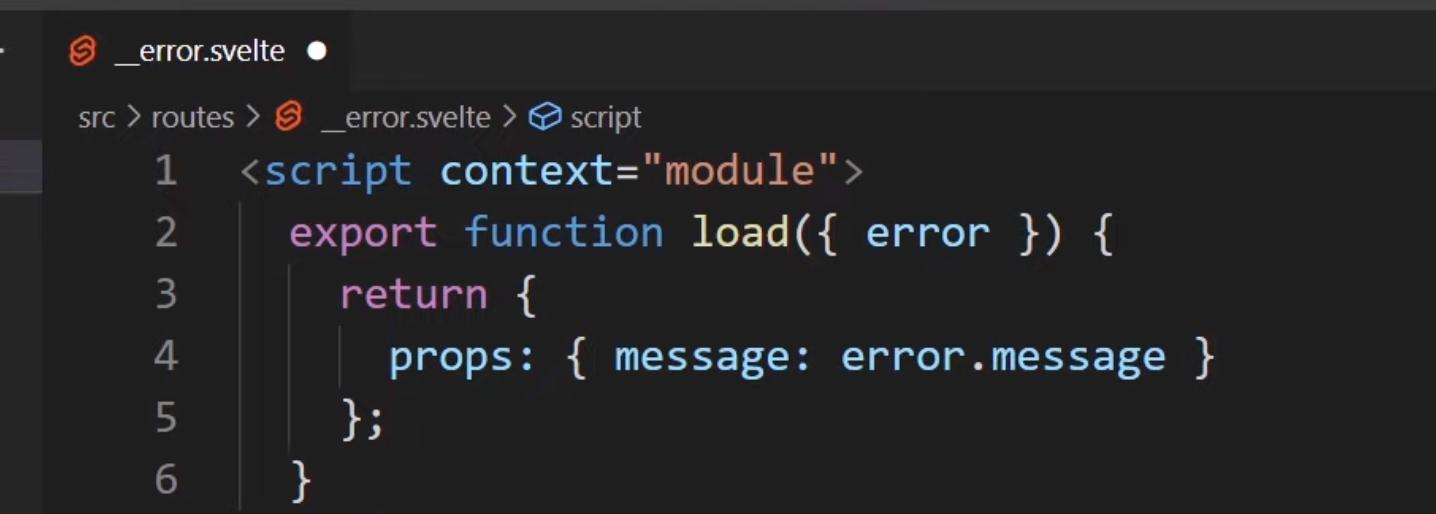 __error.svelte
src > routes > __error.svelte > script
1 <script context="module">
2 export function load({ error }) {
3 return {
4 props: { message: error.message }
5 };
6 }